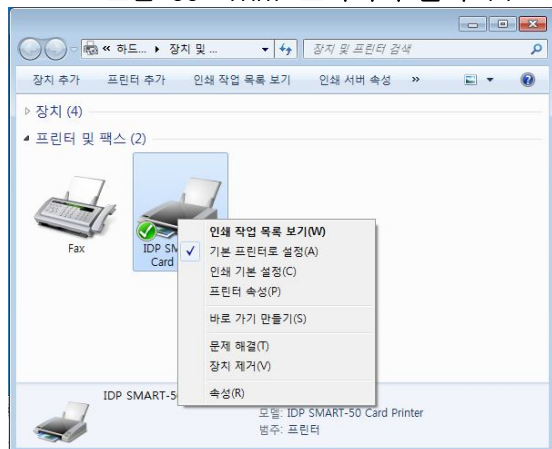 « 하드... ▸ 장치 및 ...
장치 및 프린터 검색
장치 추가 프린터 추가 인쇄 작업 목록 보기 인쇄 서버 속성 »
장치 (4)
프린터 및 팩스 (2)
Fax
IDP
Card
인쇄 작업 목록 보기(W)
기본 프린터로 설정(A)
인쇄 기본 설정(C)
프린터 속성(P)
바로 가기 만들기(S)
문제 해결(T)
장치 제거(V)
속성(R)
IDP SMART-5
모델: IDP SMART-50 Card Printer
범주: 프린터